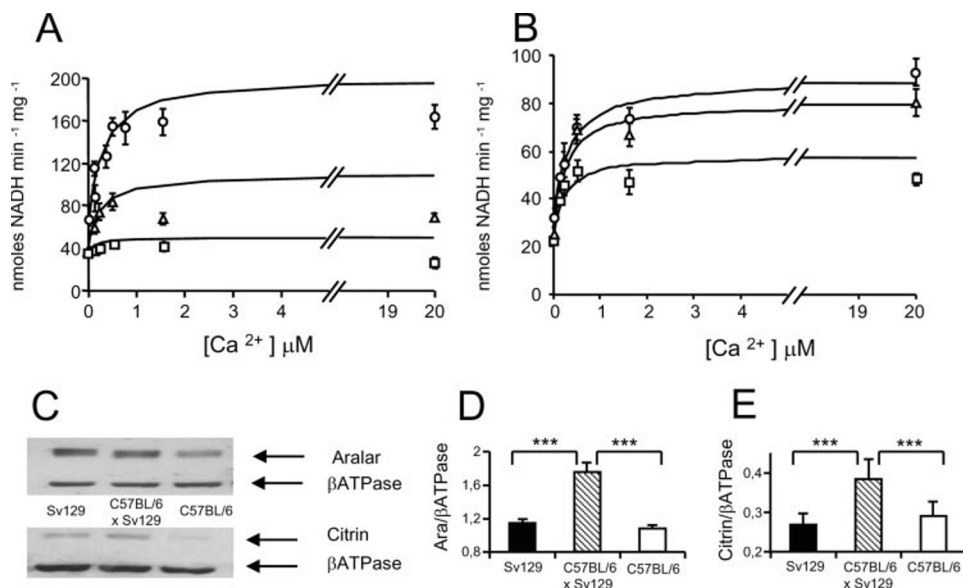 A
nmoles NADH min -1 mg -1
200
160
120
80
40
0
0 1 2 3 4 19 20
[Ca 2+ ] μM
B
nmoles NADH min -1 mg -1
100
80
60
40
20
0
0 1 2 3 4 19 20
[Ca 2+ ] μM
C
Aralar
βATPase
Sv129 C57BL/6 x Sv129 C57BL/6
Citrin
βATPase
D
Ara/βATPase
*** ***
2
1,6
1,2
0,8
Sv129 C57BL/6 x Sv129 C57BL/6
E
Citrin/βATPase
*** ***
0,4
0,3
0,2
Sv129 C57BL/6 x Sv129 C57BL/6